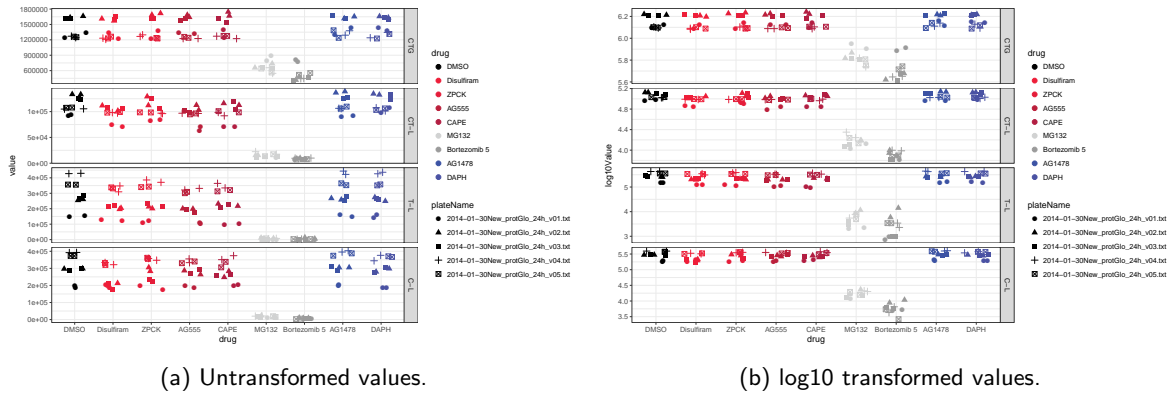 1800000
1500000
1200000
900000
600000
CTG
1e+05
5e+04
0e+00
CT-L
4e+05
3e+05
2e+05
1e+05
0e+00
T-L
4e+05
3e+05
2e+05
1e+05
0e+00
C-L
value
DMSO Disulfiram ZPCK AG555 CAPE MG132 Bortezomib 5 AG1478 DAPH
drug
drug
DMSO
Disulfiram
ZPCK
AG555
CAPE
MG132
Bortezomib 5
AG1478
DAPH
plateName
2014-01-30New_protGlo_24h_v01.txt
2014-01-30New_protGlo_24h_v02.txt
2014-01-30New_protGlo_24h_v03.txt
2014-01-30New_protGlo_24h_v04.txt
2014-01-30New_protGlo_24h_v05.txt
(a) Untransformed values.
6.2
6.0
5.8
5.6
CTG
5.2
4.8
4.4
4.0
CT-L
5
4
3
T-L
5.5
5.0
4.5
4.0
3.5
C-L
log10Value
DMSO Disulfiram ZPCK AG555 CAPE MG132 Bortezomib 5 AG1478 DAPH
drug
drug
DMSO
Disulfiram
ZPCK
AG555
CAPE
MG132
Bortezomib 5
AG1478
DAPH
plateName
2014-01-30New_protGlo_24h_v01.txt
2014-01-30New_protGlo_24h_v02.txt
2014-01-30New_protGlo_24h_v03.txt
2014-01-30New_protGlo_24h_v04.txt
2014-01-30New_protGlo_24h_v05.txt
(b) log10 transformed values.